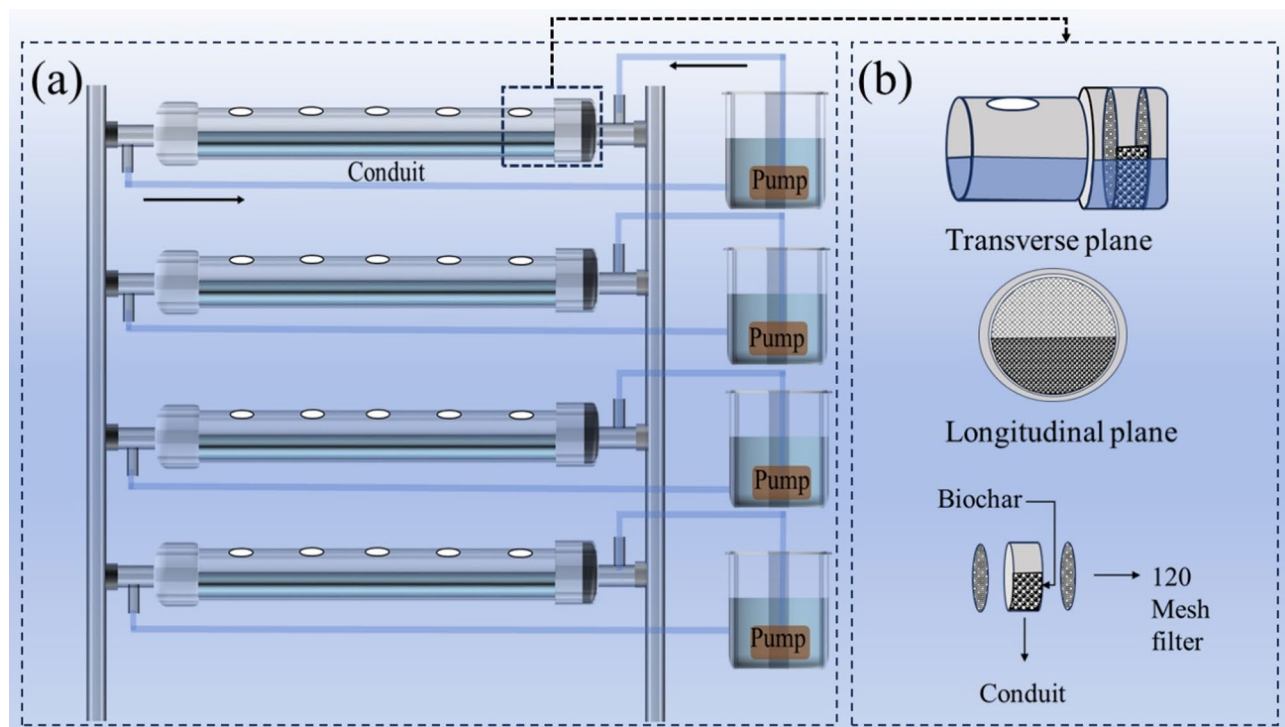 (a)
Conduit
Pump
Pump
Pump
Pump
(b)
Transverse plane
Longitudinal plane
Biochar
120
Mesh
filter
Conduit